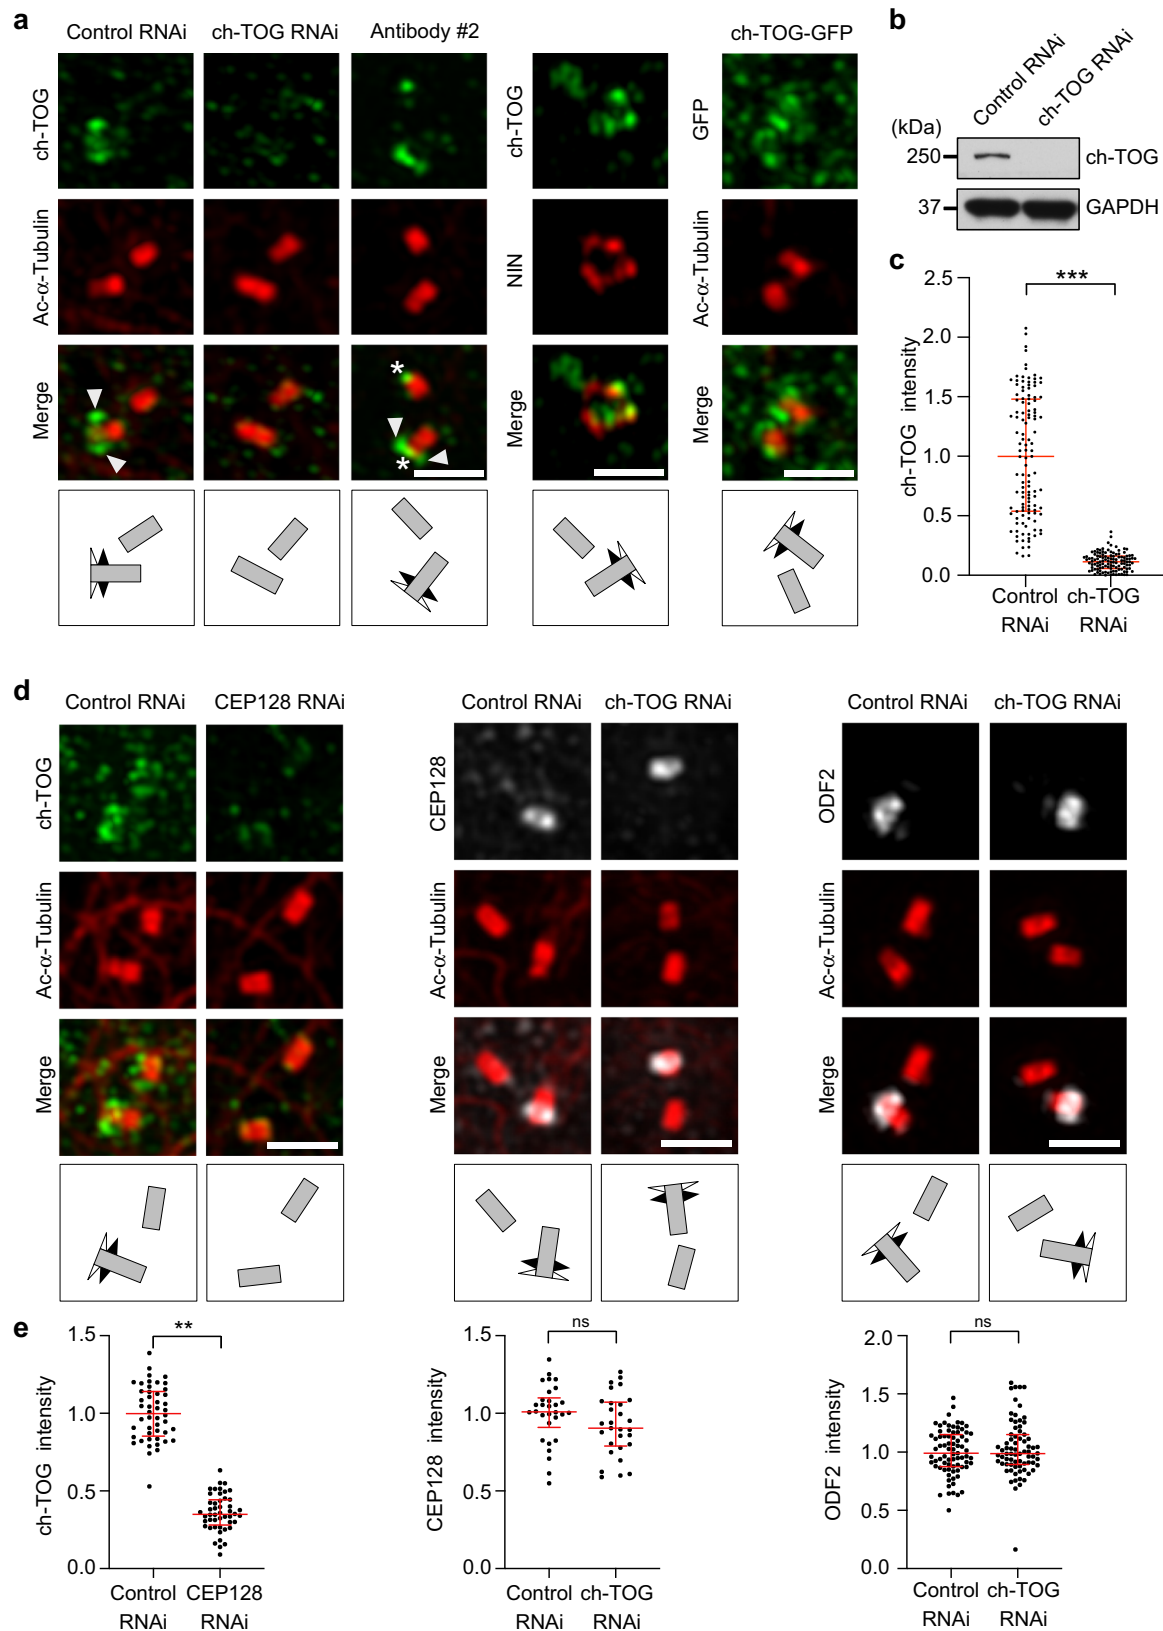 a
Control RNAi
ch-TOG RNAi
Antibody #2
ch-TOG-GFP
ch-TOG
ch-TOG
GFP
Ac-α-Tubulin
NIN
Ac-α-Tubulin
Merge
*
*
Merge
Merge
b
Control RNAi
ch-TOG RNAi
(kDa)
250
ch-TOG
37
GAPDH
c
***
ch-TOG intensity
2.5
2.0
1.5
1.0
0.5
0.0
Control
RNAi
ch-TOG
RNAi
d
Control RNAi
CEP128 RNAi
ch-TOG
Ac-α-Tubulin
Merge
Control RNAi
ch-TOG RNAi
CEP128
Ac-α-Tubulin
Merge
Control RNAi
ch-TOG RNAi
ODF2
Ac-α-Tubulin
Merge
e
**
ch-TOG intensity
1.5
1.0
0.5
0.0
Control
RNAi
CEP128
RNAi
ns
CEP128 intensity
1.5
1.0
0.5
0.0
Control
RNAi
ch-TOG
RNAi
ns
ODF2 intensity
2.0
1.5
1.0
0.5
0.0
Control
RNAi
ch-TOG
RNAi